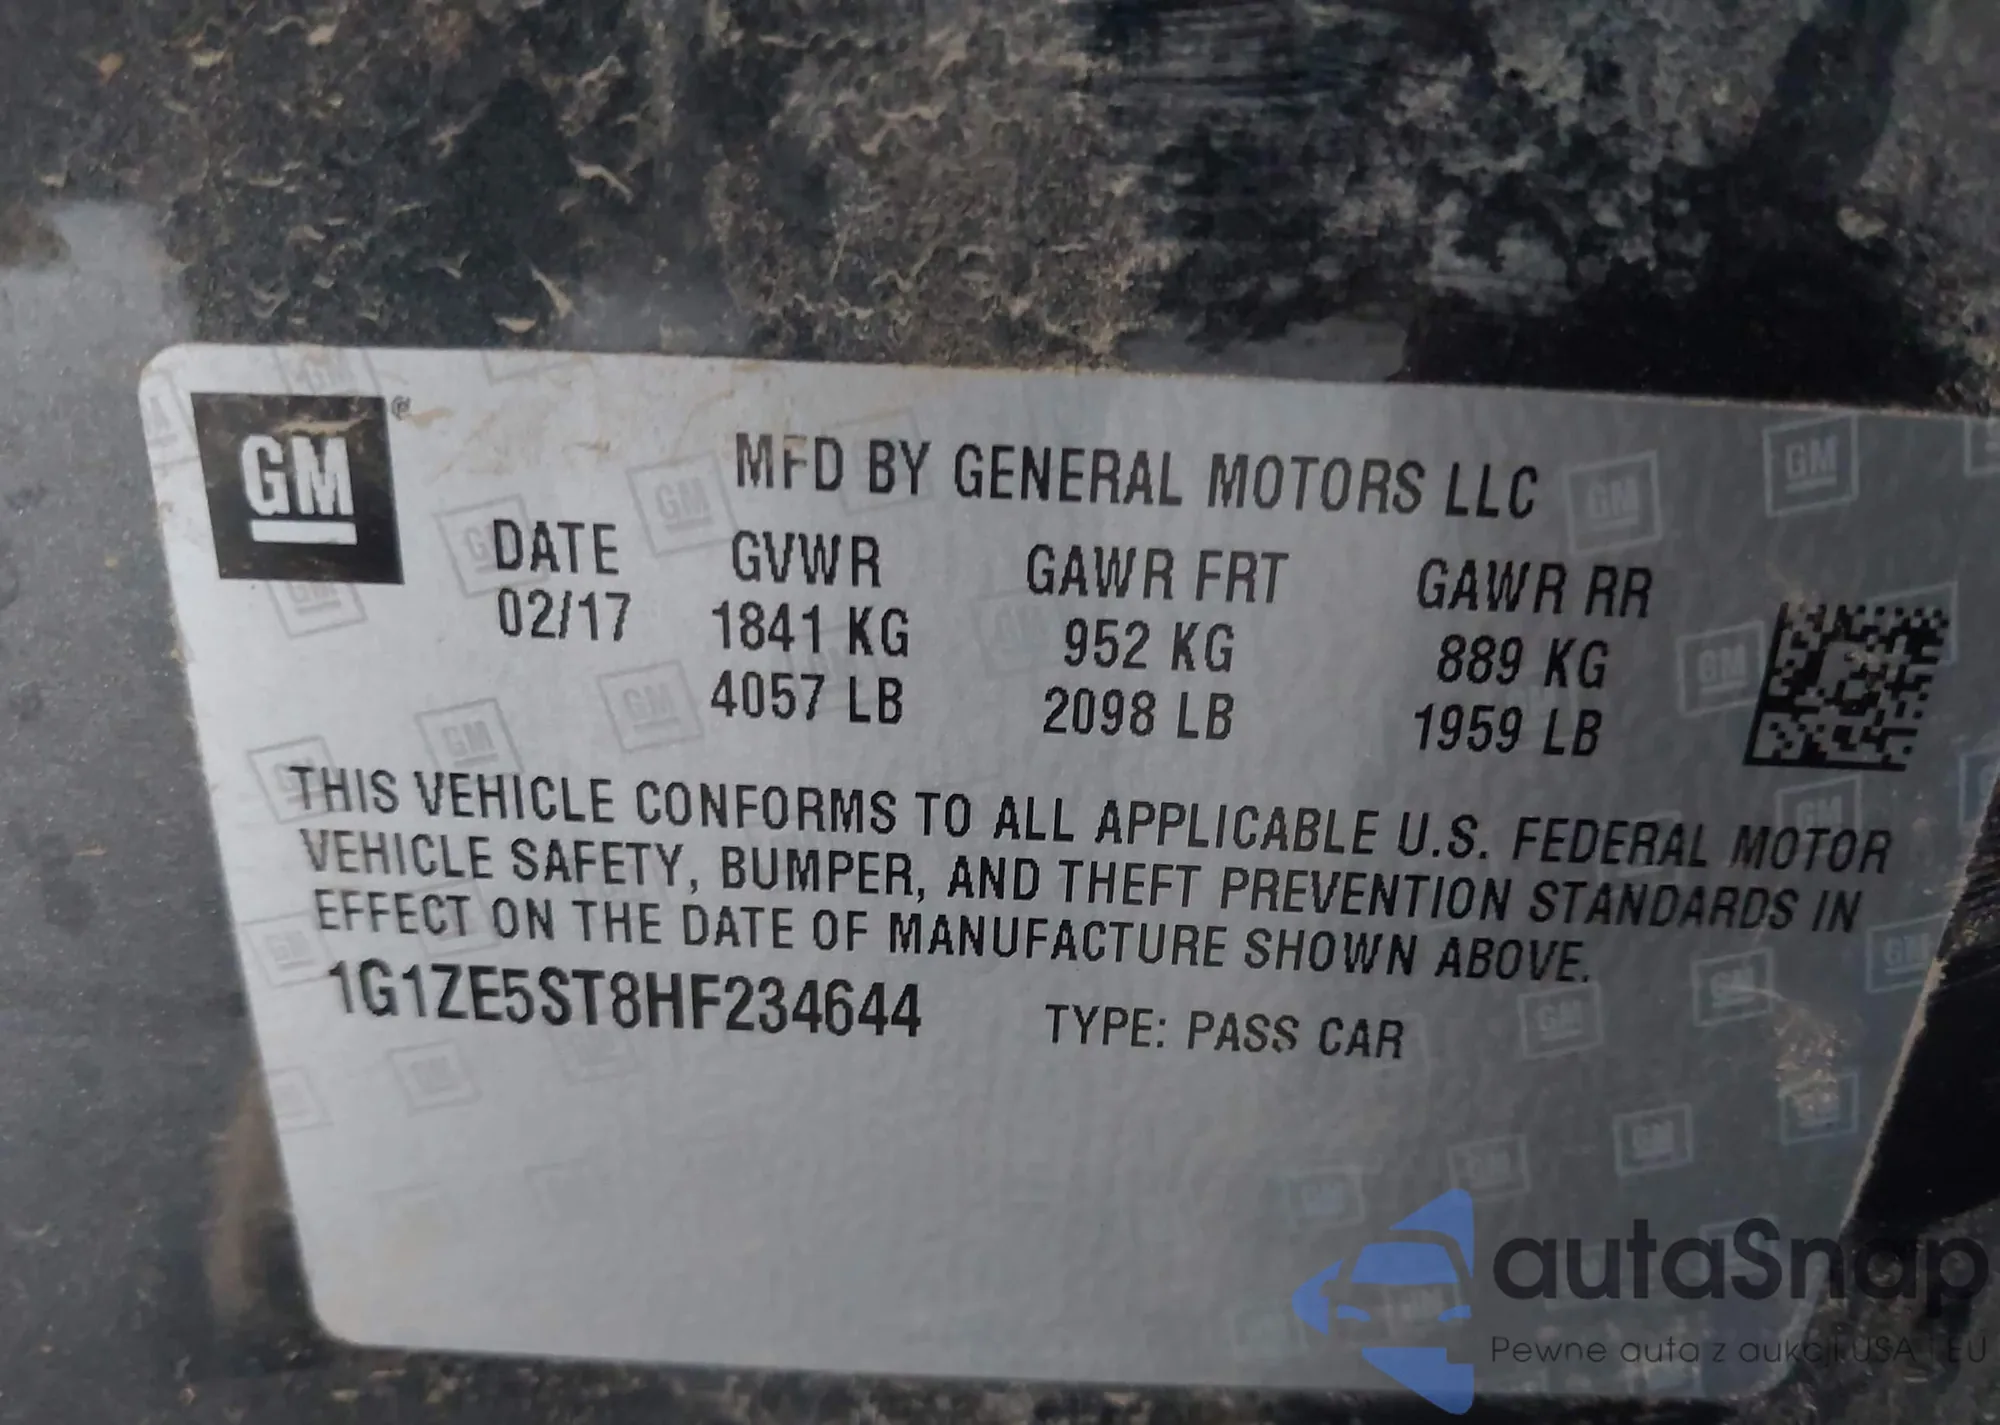 GM
MFD BY GENERAL MOTORS LLC
DATE GVWR GAWR FRT GAWR RR
02/17 1841 KG 952 KG 889 KG
4057 LB 2098 LB 1959 LB
THIS VEHICLE CONFORMS TO ALL APPLICABLE U.S. FEDERAL MOTOR
VEHICLE SAFETY, BUMPER, AND THEFT PREVENTION STANDARDS IN
EFFECT ON THE DATE OF MANUFACTURE SHOWN ABOVE.
1G1ZE5ST8HF234644 TYPE: PASS CAR
autaSnap
Pewne auta z aukcji USA i EU